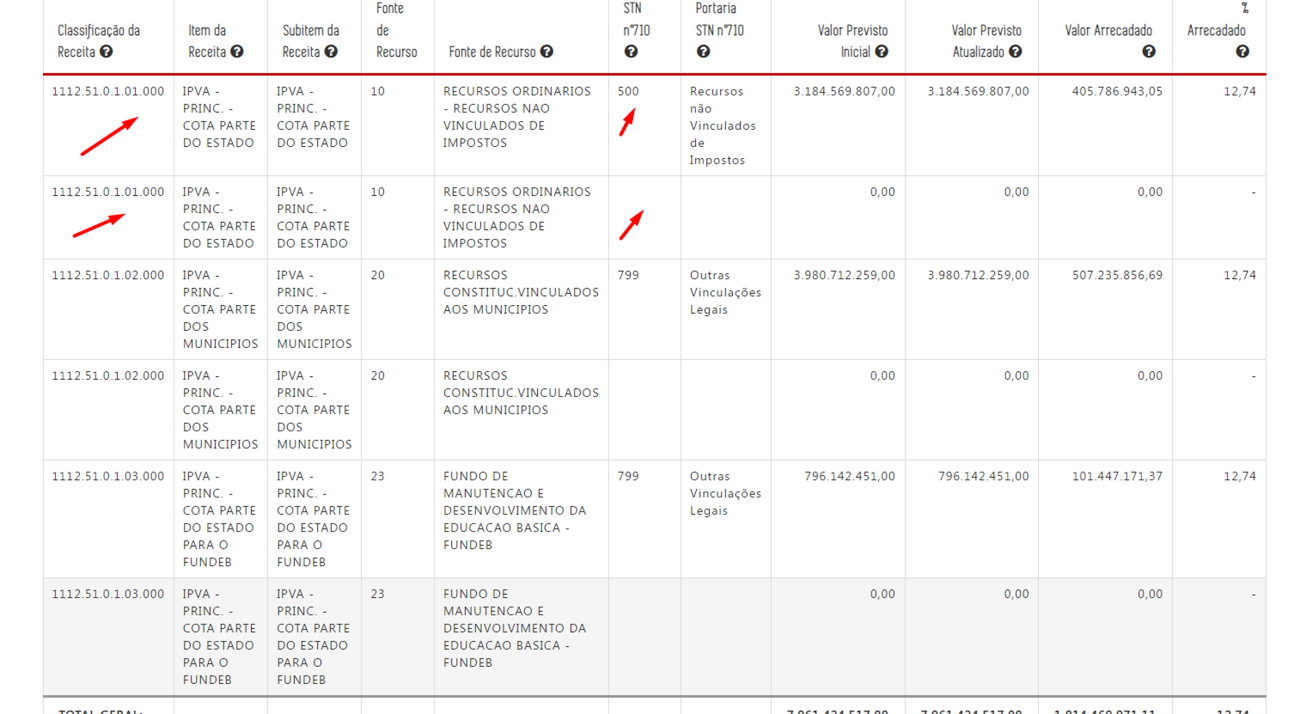 Classificação da Receita
Item da Receita
Subitem da Receita
Fonte de Recurso
Fonte de Recurso
STN nº710
Portaria STN nº710
Valor Previsto Inicial
Valor Previsto Atualizado
Valor Arrecadado
% Arrecadado
1112.51.0.1.01.000
IPVA -
PRINC. -
COTA PARTE
DO ESTADO
IPVA -
PRINC. -
COTA PARTE
DO ESTADO
10
RECURSOS ORDINARIOS
- RECURSOS NAO
VINCULADOS DE
IMPOSTOS
500
Recursos
não
Vinculados
de
Impostos
3.184.569.807,00
3.184.569.807,00
405.786.943,05
12,74
1112.51.0.1.01.000
IPVA -
PRINC. -
COTA PARTE
DO ESTADO
IPVA -
PRINC. -
COTA PARTE
DO ESTADO
10
RECURSOS ORDINARIOS
- RECURSOS NAO
VINCULADOS DE
IMPOSTOS
0,00
0,00
0,00
-
1112.51.0.1.02.000
IPVA -
PRINC. -
COTA PARTE
DOS
MUNICIPIOS
IPVA -
PRINC. -
COTA PARTE
DOS
MUNICIPIOS
20
RECURSOS
CONSTITUC.VINCULADOS
AOS MUNICIPIOS
799
Outras
Vinculações
Legais
3.980.712.259,00
3.980.712.259,00
507.235.856,69
12,74
1112.51.0.1.02.000
IPVA -
PRINC. -
COTA PARTE
DOS
MUNICIPIOS
IPVA -
PRINC. -
COTA PARTE
DOS
MUNICIPIOS
20
RECURSOS
CONSTITUC.VINCULADOS
AOS MUNICIPIOS
0,00
0,00
0,00
-
1112.51.0.1.03.000
IPVA -
PRINC. -
COTA PARTE
DO ESTADO
PARA O
FUNDEB
IPVA -
PRINC. -
COTA PARTE
DO ESTADO
PARA O
FUNDEB
23
FUNDO DE
MANUTENCAO E
DESENVOLVIMENTO DA
EDUCACAO BASICA -
FUNDEB
799
Outras
Vinculações
Legais
796.142.451,00
796.142.451,00
101.447.171,37
12,74
1112.51.0.1.03.000
IPVA -
PRINC. -
COTA PARTE
DO ESTADO
PARA O
FUNDEB
IPVA -
PRINC. -
COTA PARTE
DO ESTADO
PARA O
FUNDEB
23
FUNDO DE
MANUTENCAO E
DESENVOLVIMENTO DA
EDUCACAO BASICA -
FUNDEB
0,00
0,00
0,00
-
TOTAL GERAL:
12,74